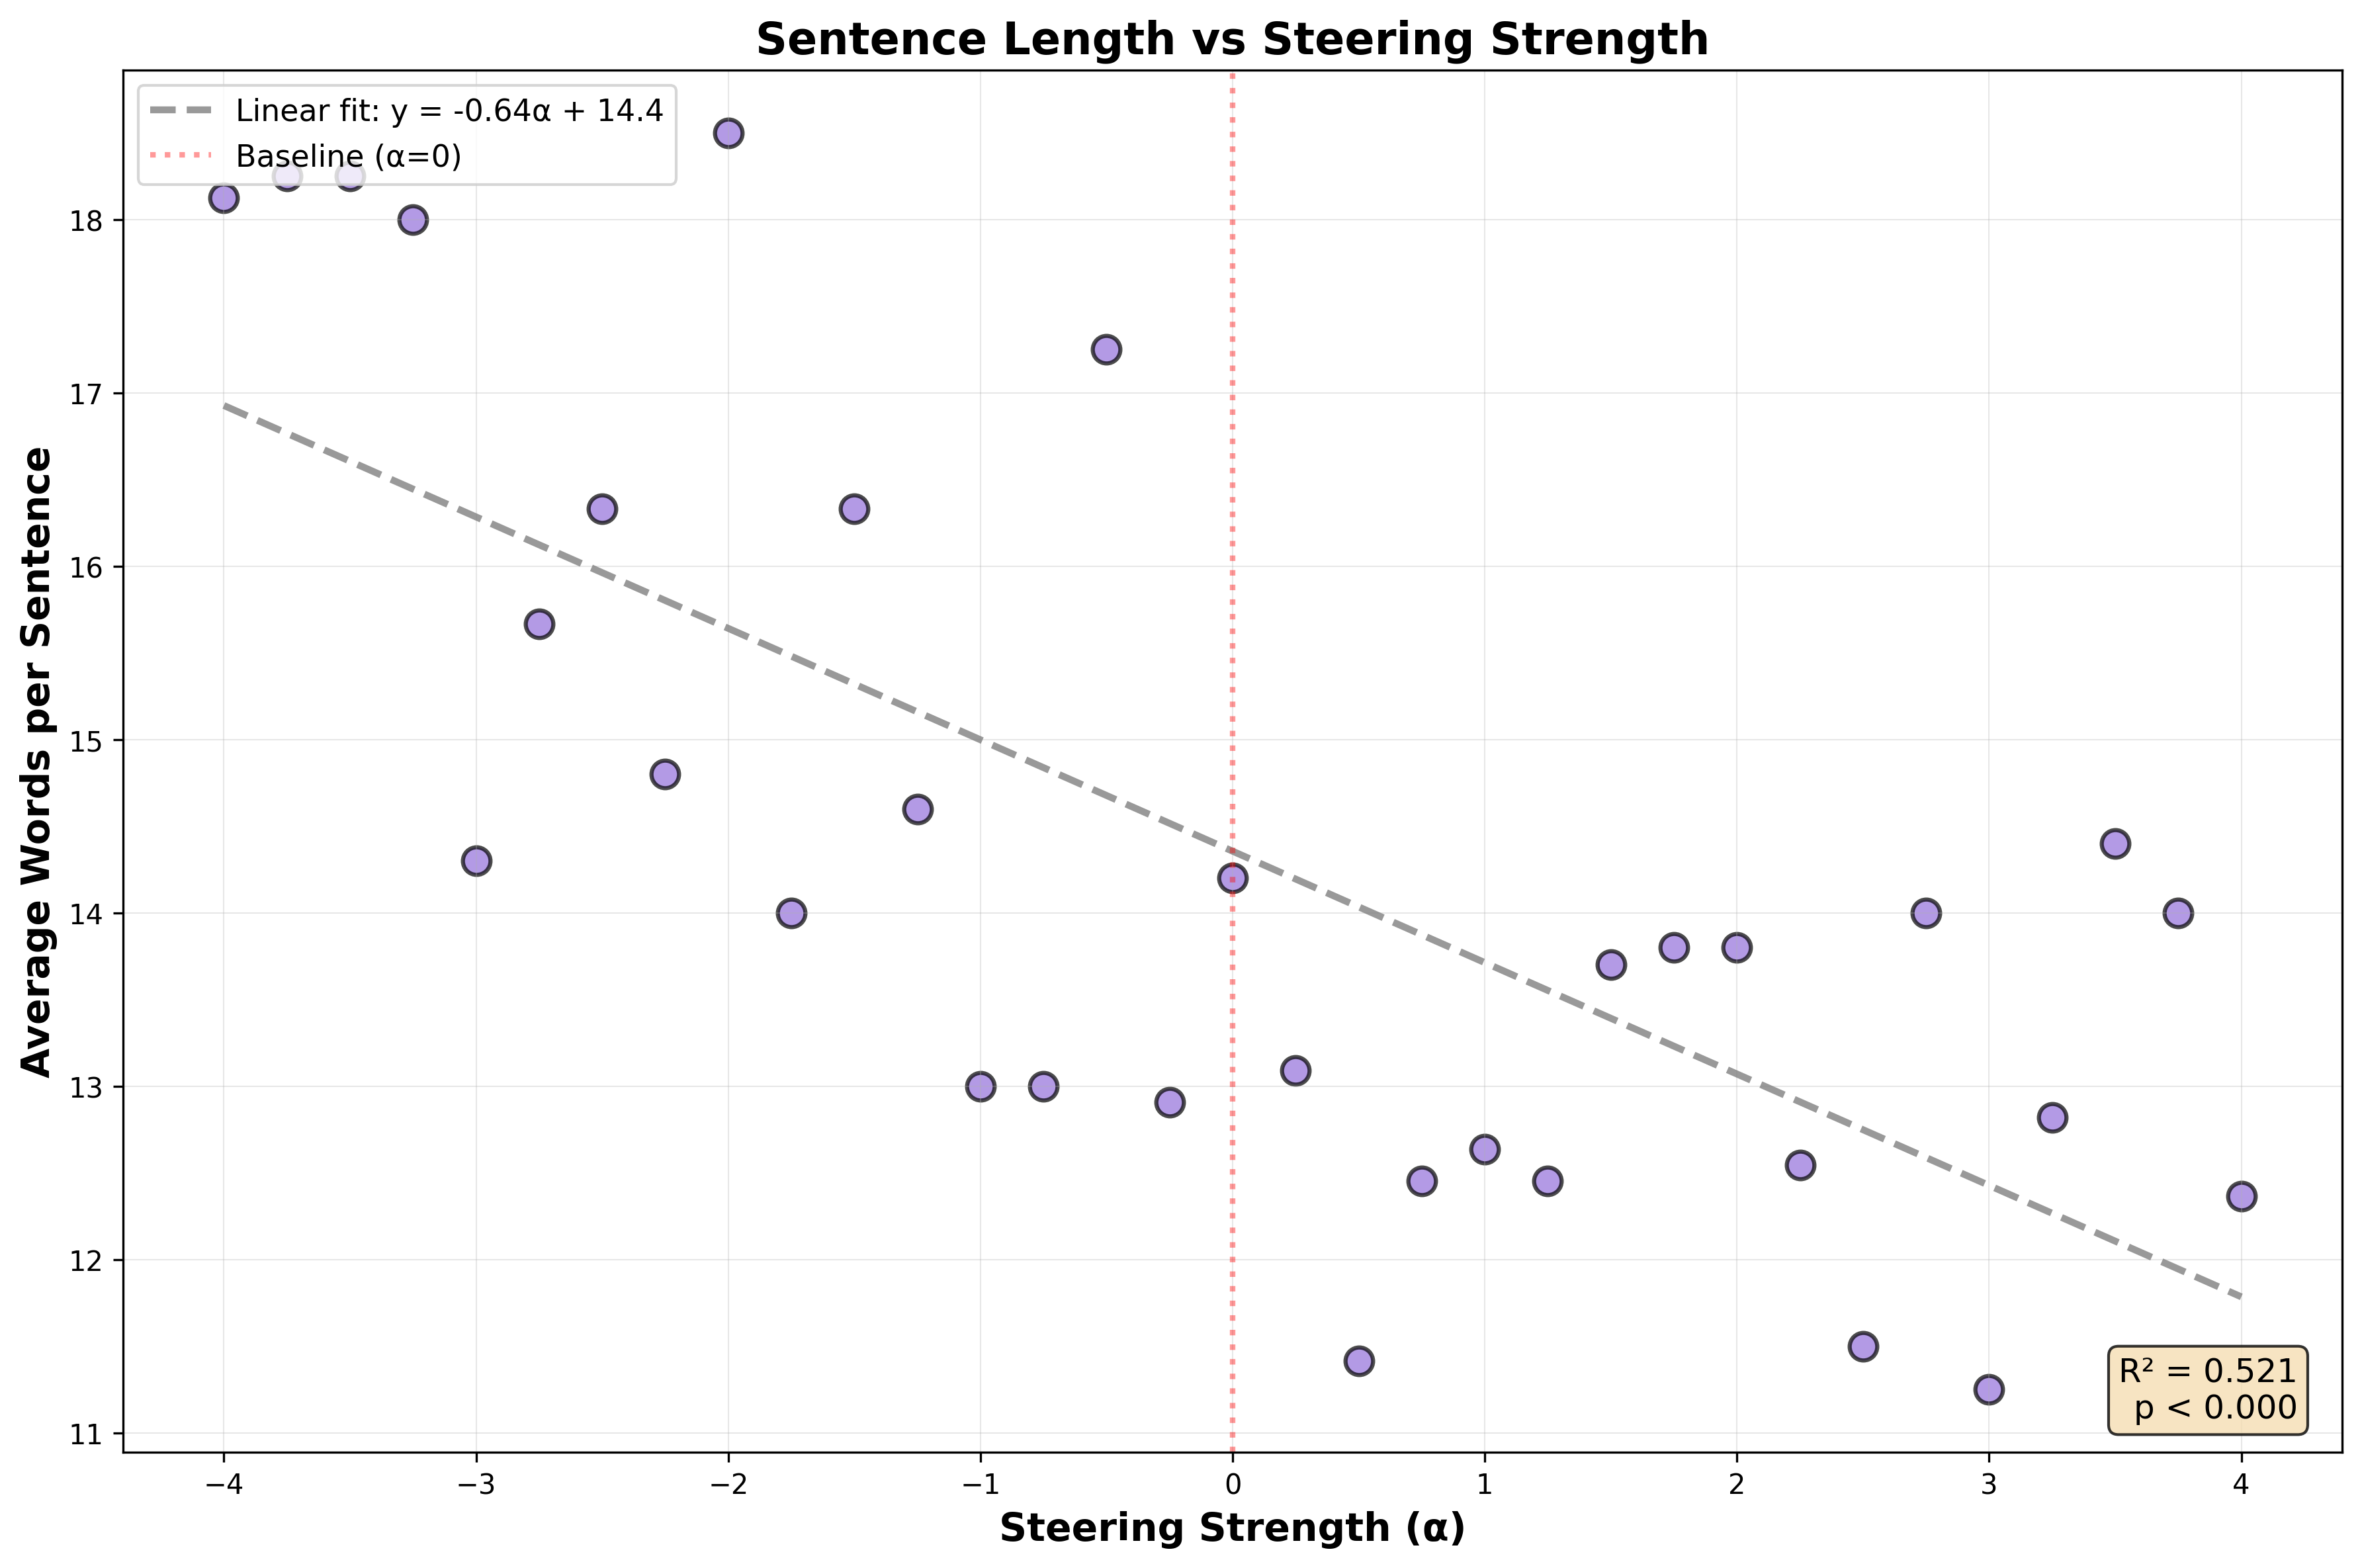 Sentence Length vs Steering Strength
Linear fit: y = -0.64α + 14.4
Baseline (α=0)
Average Words per Sentence
18
17
16
15
14
13
12
11
R² = 0.521
p < 0.000
−4
−3
−2
−1
0
1
2
3
4
Steering Strength (α)